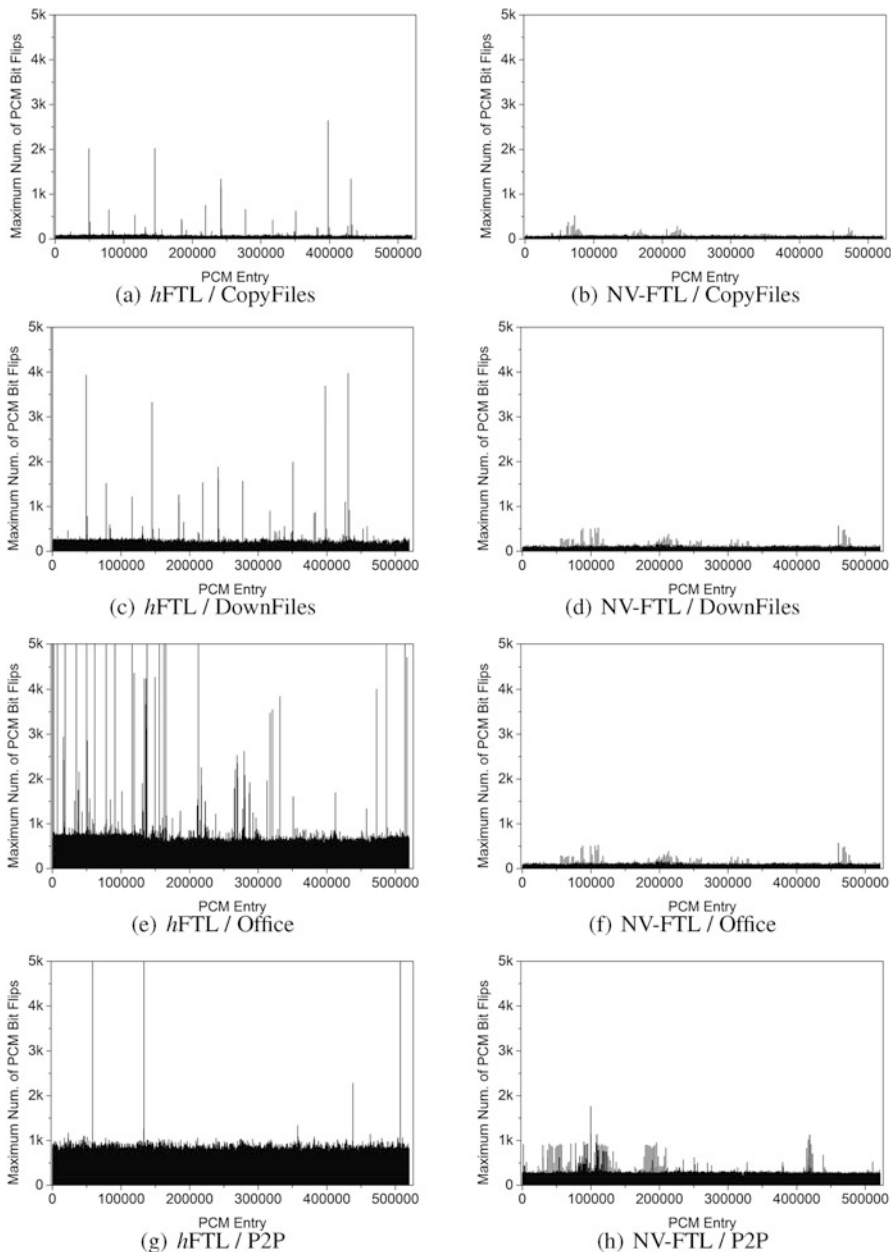 Maximum Num. of PCM Bit Flips
5k
4k
3k
2k
1k
0
0 100000 200000 300000 400000 500000
PCM Entry
(a) hFTL / CopyFiles
Maximum Num. of PCM Bit Flips
5k
4k
3k
2k
1k
0
0 100000 200000 300000 400000 500000
PCM Entry
(b) NV-FTL / CopyFiles
Maximum Num. of PCM Bit Flips
5k
4k
3k
2k
1k
0
0 100000 200000 300000 400000 500000
PCM Entry
(c) hFTL / DownFiles
Maximum Num. of PCM Bit Flips
5k
4k
3k
2k
1k
0
0 100000 200000 300000 400000 500000
PCM Entry
(d) NV-FTL / DownFiles
Maximum Num. of PCM Bit Flips
5k
4k
3k
2k
1k
0
0 100000 200000 300000 400000 500000
PCM Entry
(e) hFTL / Office
Maximum Num. of PCM Bit Flips
5k
4k
3k
2k
1k
0
0 100000 200000 300000 400000 500000
PCM Entry
(f) NV-FTL / Office
Maximum Num. of PCM Bit Flips
5k
4k
3k
2k
1k
0
0 100000 200000 300000 400000 500000
PCM Entry
(g) hFTL / P2P
Maximum Num. of PCM Bit Flips
5k
4k
3k
2k
1k
0
0 100000 200000 300000 400000 500000
PCM Entry
(h) NV-FTL / P2P